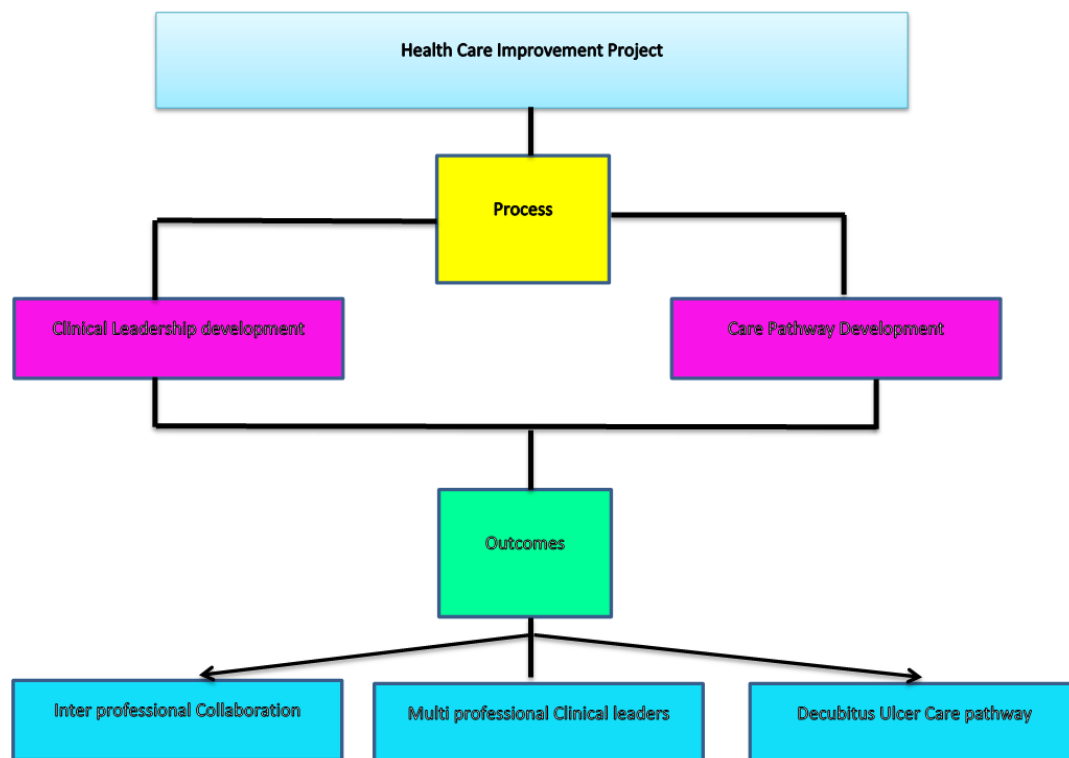 Health Care Improvement Project
Process
Clinical Leadership development
Care Pathway Development
Outcomes
Inter professional Collaboration
Multi professional Clinical leaders
Decubitus Ulcer Care pathway